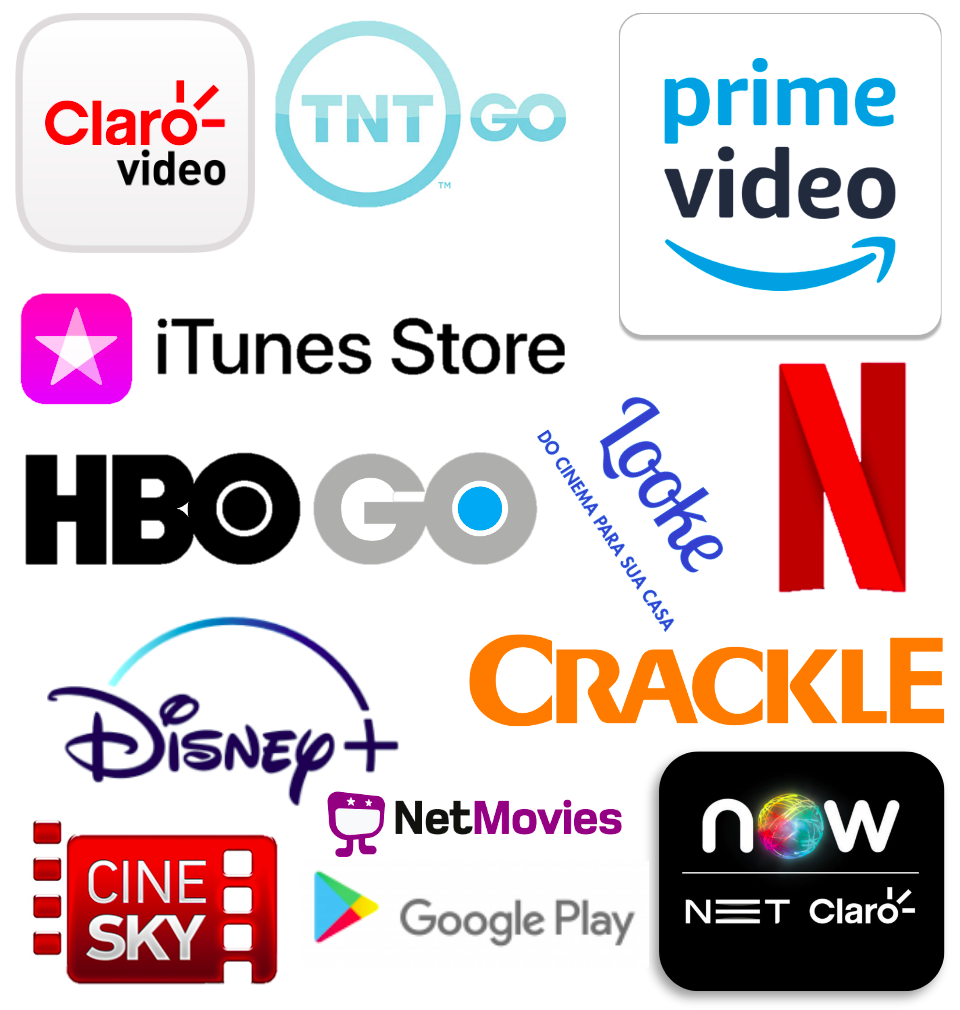 Claro
video
TNT GO
TM
prime
video
iTunes Store
N
HBO GO
Looke
DO CINEMA PARA SUA CASA
CRACKLE
Disney+
NetMovies
now
NET Claro
CINE
SKY
Google Play